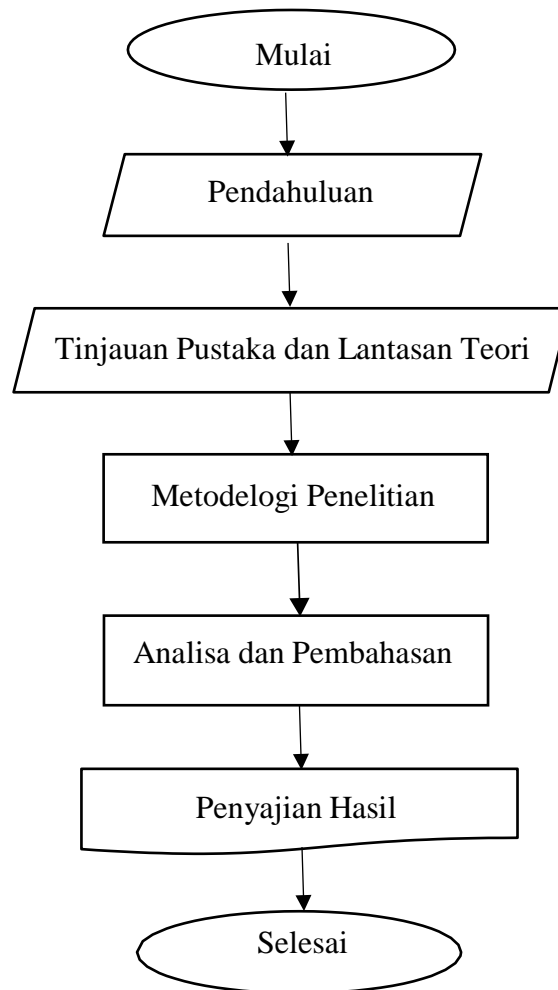 Mulai
Pendahuluan
Tinjauan Pustaka dan Lantasan Teori
Metodelogi Penelitian
Analisa dan Pembahasan
Penyajian Hasil
Selesai